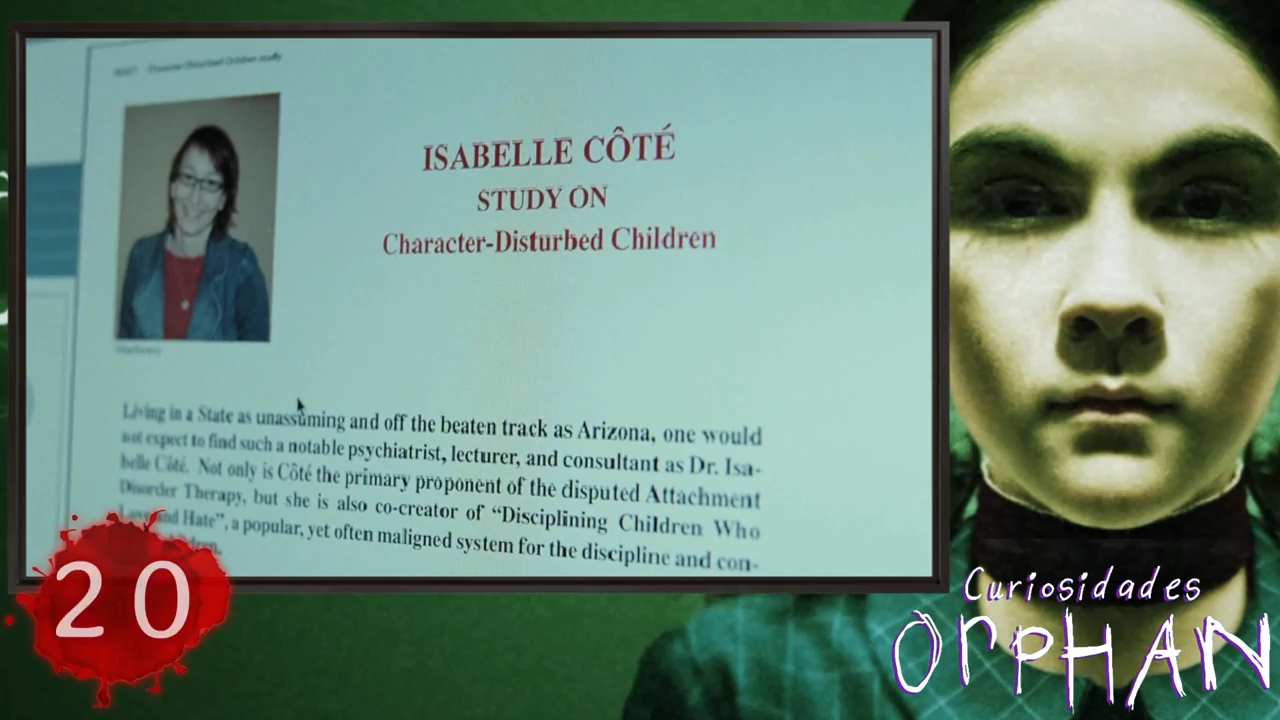 ISABELLE CÔTÉ
STUDY ON
Character-Disturbed Children
Living in a State as unassuming and off the beaten track as Arizona, one would
not expect to find such a notable psychiatrist, lecturer, and consultant as Dr. Isa-
belle Côté. Not only is Côté the primary proponent of the disputed Attachment
Disorder Therapy, but she is also co-creator of “Disciplining Children Who
Love and Hate”, a popular, yet often maligned system for the discipline and con-
20
Curiosidades
OrPHAN